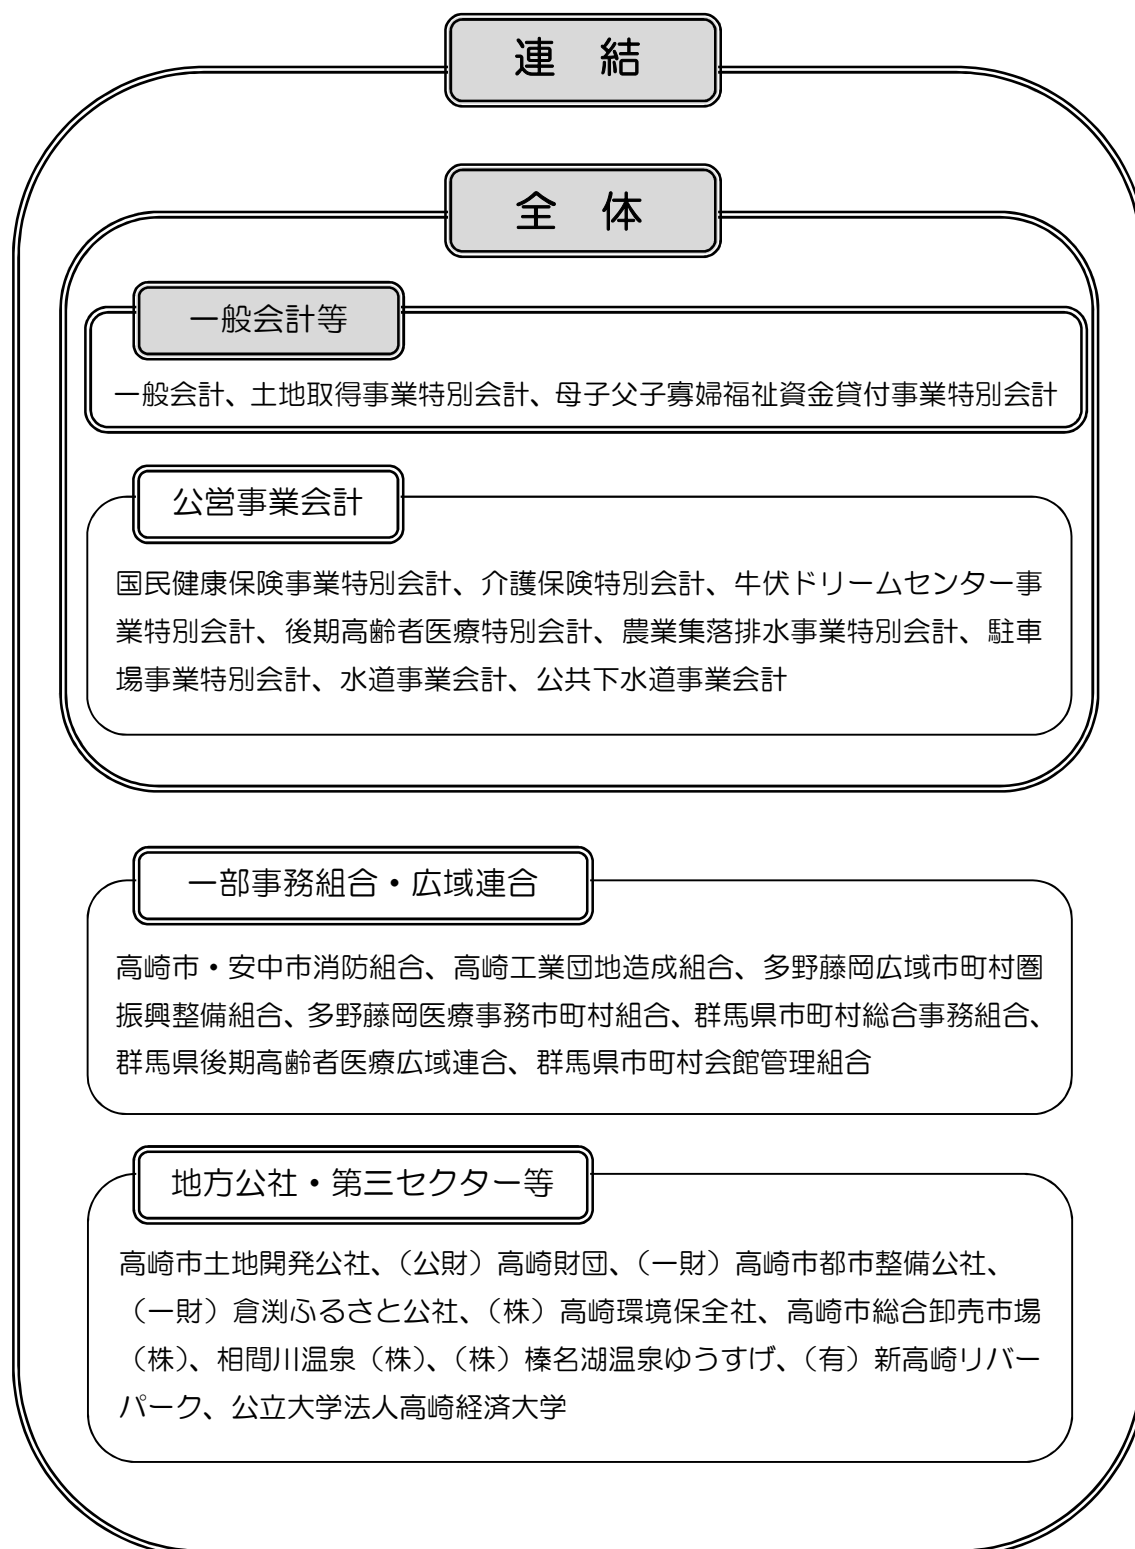 連　結
全　体
一般会計等
一般会計、土地取得事業特別会計、母子父子寡婦福祉資金貸付事業特別会計
公営事業会計
国民健康保険事業特別会計、介護保険特別会計、牛伏ドリームセンター事
業特別会計、後期高齢者医療特別会計、農業集落排水事業特別会計、駐車
場事業特別会計、水道事業会計、公共下水道事業会計
一部事務組合・広域連合
高崎市・安中市消防組合、高崎工業団地造成組合、多野藤岡広域市町村圏
振興整備組合、多野藤岡医療事務市町村組合、群馬県市町村総合事務組合、
群馬県後期高齢者医療広域連合、群馬県市町村会館管理組合
地方公社・第三セクター等
高崎市土地開発公社、（公財）高崎財団、（一財）高崎市都市整備公社、
（一財）倉渕ふるさと公社、（株）高崎環境保全社、高崎市総合卸売市場
（株）、相間川温泉（株）、（株）榛名湖温泉ゆうすげ、（有）新高崎リバー
パーク、公立大学法人高崎経済大学